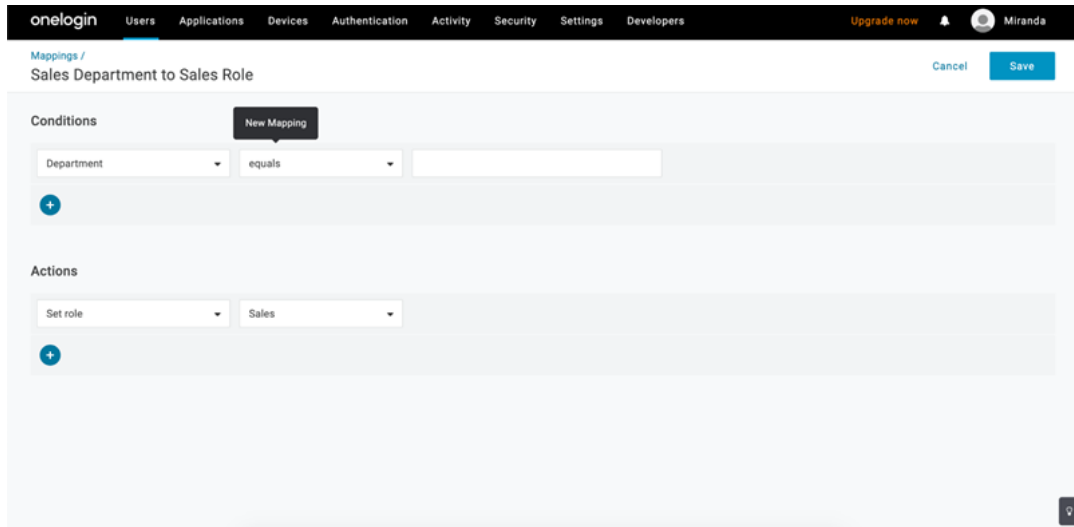 onelogin Users Applications Devices Authentication Activity Security Settings Developers Upgrade now Miranda
Mappings /
Sales Department to Sales Role
Cancel Save
Conditions
New Mapping
Department equals
Actions
Set role Sales